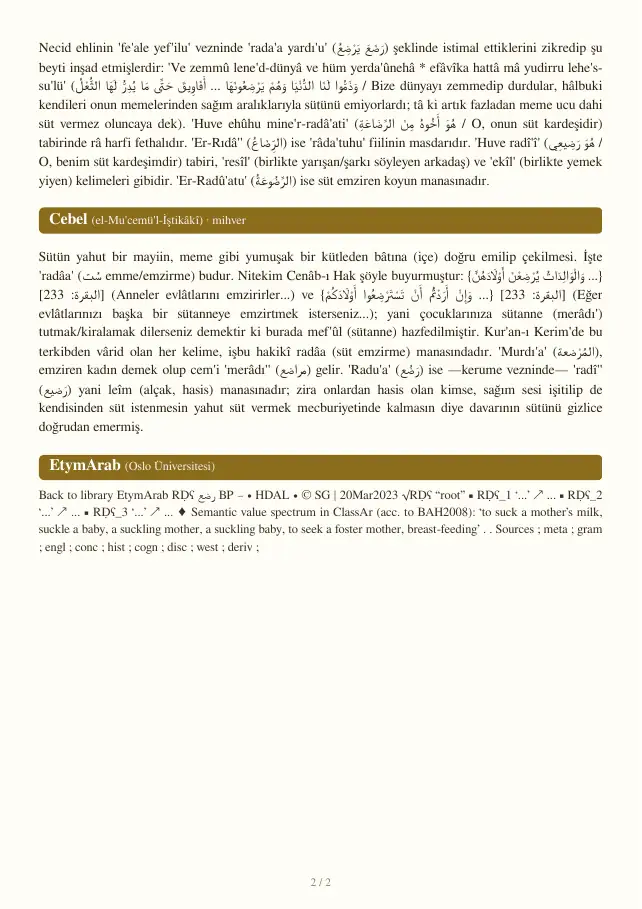 Necid ehlinin 'fe'ale yef'ilu' vezninde 'rada'a yardı'u' (رَضَعَ يَرْضِعُ) şeklinde istimal ettiklerini zikredip şu
beyti inşad etmişlerdir: 'Ve zemmû lene'd-dünyâ ve hüm yerda'ûnehâ * efâvîka hattâ mâ yudirru lehe's-
su'lü' (وَذَمُّوا لَنَا الدُّنْيَا وَهُمْ يَرْضِعُونَهَا ... أَفَاوِيقَ حَتَّى مَا يُدِرُّ لَهَا الثُّعْلُ / Bize dünyayı zemmedip durdular, hâlbuki
kendileri onun memelerinden sağım aralıklarıyla sütünü emiyorlardı; tâ ki artık fazladan meme ucu dahi
süt vermez oluncaya dek). 'Huve ehûhu mine'r-radâ'ati' (هُوَ أَخُوهُ مِنَ الرَّضَاعَةِ / O, onun süt kardeşidir)
tabirinde râ harfi fethalıdır. 'Er-Rıdâ'' (الرِّضَاعُ) ise 'râda'tuhu' fiilinin masdarıdır. 'Huve radî'î' (هُوَ رَضِيعِي /
O, benim süt kardeşimdir) tabiri, 'resîl' (birlikte yarışan/şarkı söyleyen arkadaş) ve 'ekîl' (birlikte yemek
yiyen) kelimeleri gibidir. 'Er-Radû'atu' (الرَّضُوعَةُ) ise süt emziren koyun manasınadır.
Cebel (el-Mu'cemü'l-İştikâkî) · mihver
Sütün yahut bir mayiin, meme gibi yumuşak bir kütleden bâtına (içe) doğru emilip çekilmesi. İşte
'radâa' (سُت emme/emzirme) budur. Nitekim Cenâb-ı Hak şöyle buyurmuştur: {وَالْوَالِدَاتُ يُرْضِعْنَ أَوْلَادَهُنَّ ...}
[البقرة: 233] (Anneler evlâtlarını emzirirler...) ve {وَإِنْ أَرَدْتُمْ أَنْ تَسْتَرْضِعُوا أَوْلَادَكُمْ ...} [البقرة: 233] (Eğer
evlâtlarınızı başka bir sütanneye emzirtmek isterseniz...); yani çocuklarınıza sütanne (merâdı')
tutmak/kiralamak dilerseniz demektir ki burada mef'ûl (sütanne) hazfedilmiştir. Kur'an-ı Kerim'de bu
terkibden vârid olan her kelime, işbu hakikî radâa (süt emzirme) manasındadır. 'Murdı'a' (المُرْضعة),
emziren kadın demek olup cem'i 'merâdı'' (مراضع) gelir. 'Radu'a' (رَضُع) ise —kerume vezninde— 'radî''
(رَضِيع) yani leîm (alçak, hasis) manasınadır; zira onlardan hasis olan kimse, sağım sesi işitilip de
kendisinden süt istenmesin yahut süt vermek mecburiyetinde kalmasın diye davarının sütünü gizlice
doğrudan emermiş.
EtymArab (Oslo Üniversitesi)
Back to library EtymArab RḌʕ رضع BP – • HDAL • © SG | 20Mar2023 √RḌʕ “root” ▪ RḌʕ_1 ‘...’ ↗ ... ▪ RḌʕ_2
‘...’ ↗ ... ▪ RḌʕ_3 ‘...’ ↗ ... ♦ Semantic value spectrum in ClassAr (acc. to BAH2008): ‘to suck a mother's milk,
suckle a baby, a suckling mother, a suckling baby, to seek a foster mother, breast-feeding’ . . Sources ; meta ; gram
; engl ; conc ; hist ; cogn ; disc ; west ; deriv ;
2 / 2